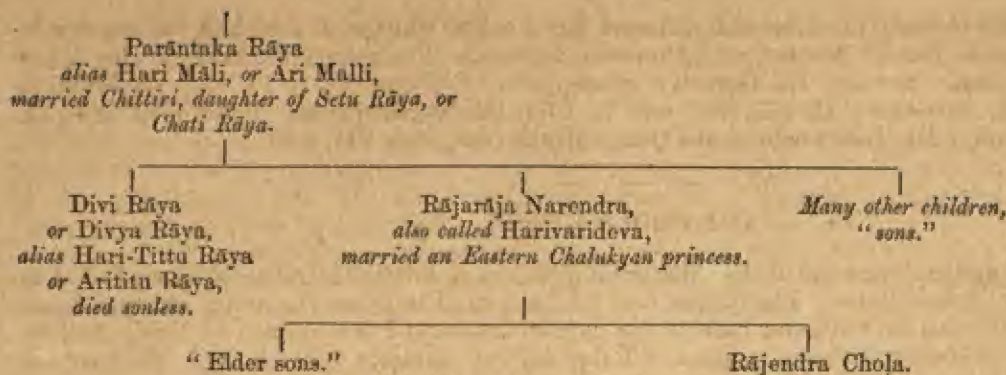 Parāntaka Rāya
alias Hari Māli, or Ari Malli,
married Chittiri, daughter of Setu Rāya, or
Chati Rāya.
Divi Rāya
or Divya Rāya,
alias Hari-Tittu Rāya
or Arititu Rāya,
died sonless.
Rājarāja Narendra,
also called Harivarideva,
married an Eastern Chalukyan princess.
Many other children,
“sons.”
“Elder sons.”
Rājendra Choḷa.